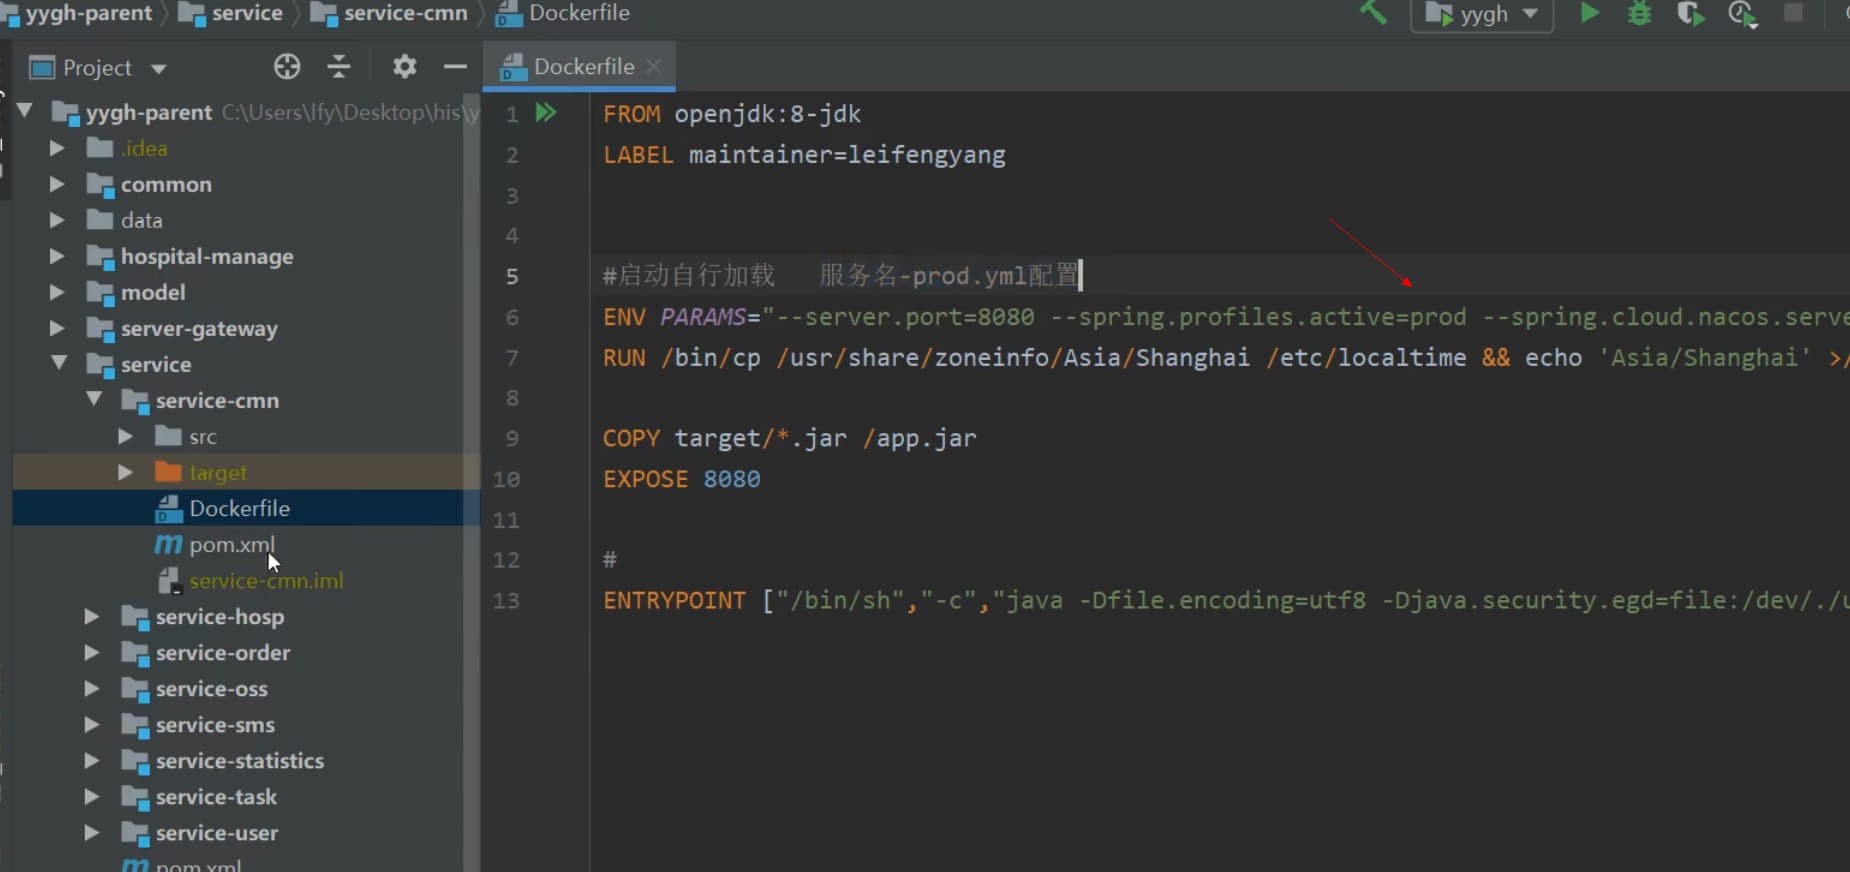 yygh-parent service service-cmn Dockerfile yygh
Project Dockerfile
yygh-parent C:\Users\lfy\Desktop\his\y
.idea
common
data
hospital-manage
model
server-gateway
service
service-cmn
src
target
Dockerfile
pom.xml
service-cmn.iml
service-hosp
service-order
service-oss
service-sms
service-statistics
service-task
service-user
pom.xml
1 FROM openjdk:8-jdk
2 LABEL maintainer=leifengyang
3
4
5 #启动自行加载 服务名-prod.yml配置
6 ENV PARAMS="--server.port=8080 --spring.profiles.active=prod --spring.cloud.nacos.serve
7 RUN /bin/cp /usr/share/zoneinfo/Asia/Shanghai /etc/localtime && echo 'Asia/Shanghai' >/
8
9 COPY target/*.jar /app.jar
10 EXPOSE 8080
11
12 #
13 ENTRYPOINT ["/bin/sh","-c","java -Dfile.encoding=utf8 -Djava.security.egd=file:/dev/./u